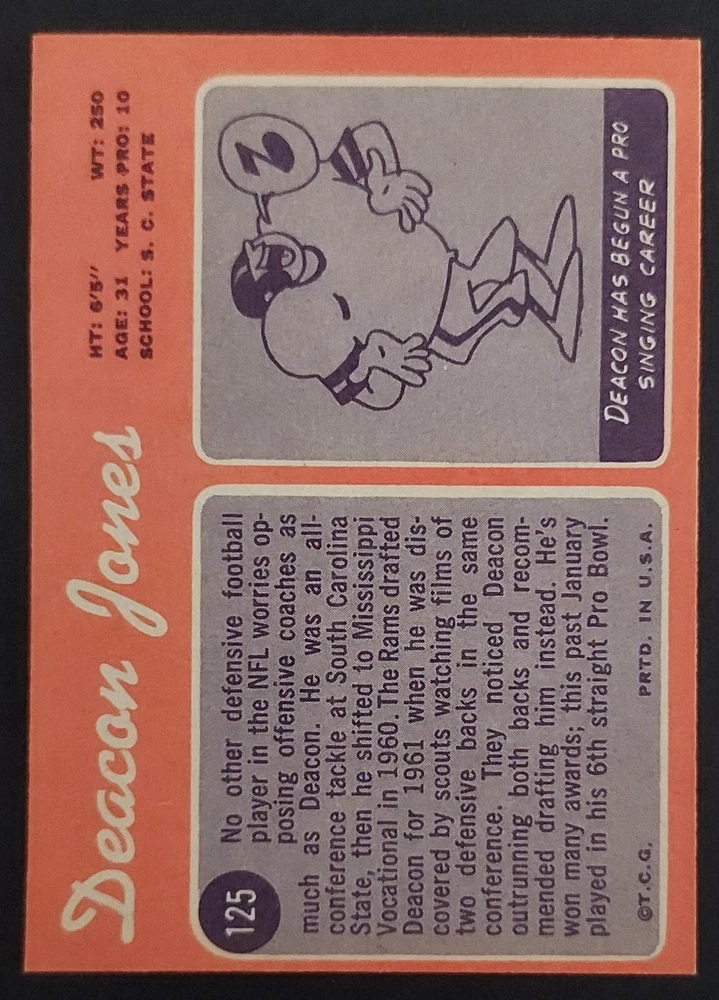 Deacon Jones
HT: 6'5" WT: 250
AGE: 31 YEARS PRO: 10
SCHOOL: S. C. STATE
125
No other defensive football
player in the NFL worries op-
posing offensive coaches as
much as Deacon. He was an all-
conference tackle at South Carolina
State, then he shifted to Mississippi
Vocational in 1960. The Rams drafted
Deacon for 1961 when he was dis-
covered by scouts watching films of
two defensive backs in the same
conference. They noticed Deacon
outrunning both backs and recom-
mended drafting him instead. He's
won many awards; this past January
played in his 6th straight Pro Bowl.
©T.C.G. PRTD. IN U.S.A.
DEACON HAS BEGUN A PRO
SINGING CAREER